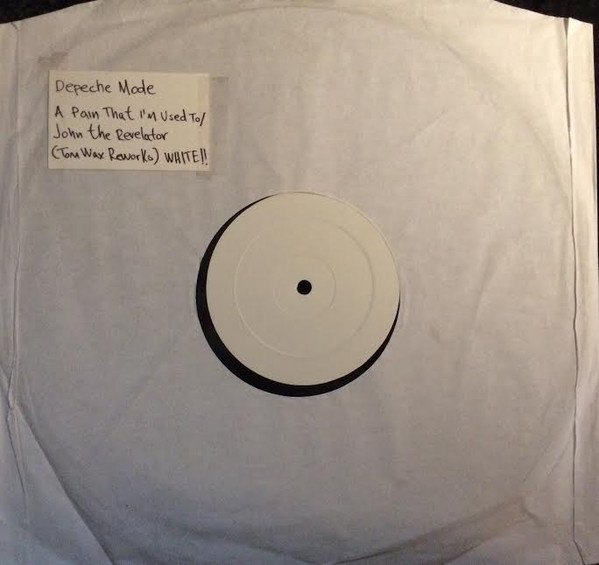 Depeche Mode
A Pain That I'm Used To/
John the Revelator
(Tom Wax Reworks) WHITE!!